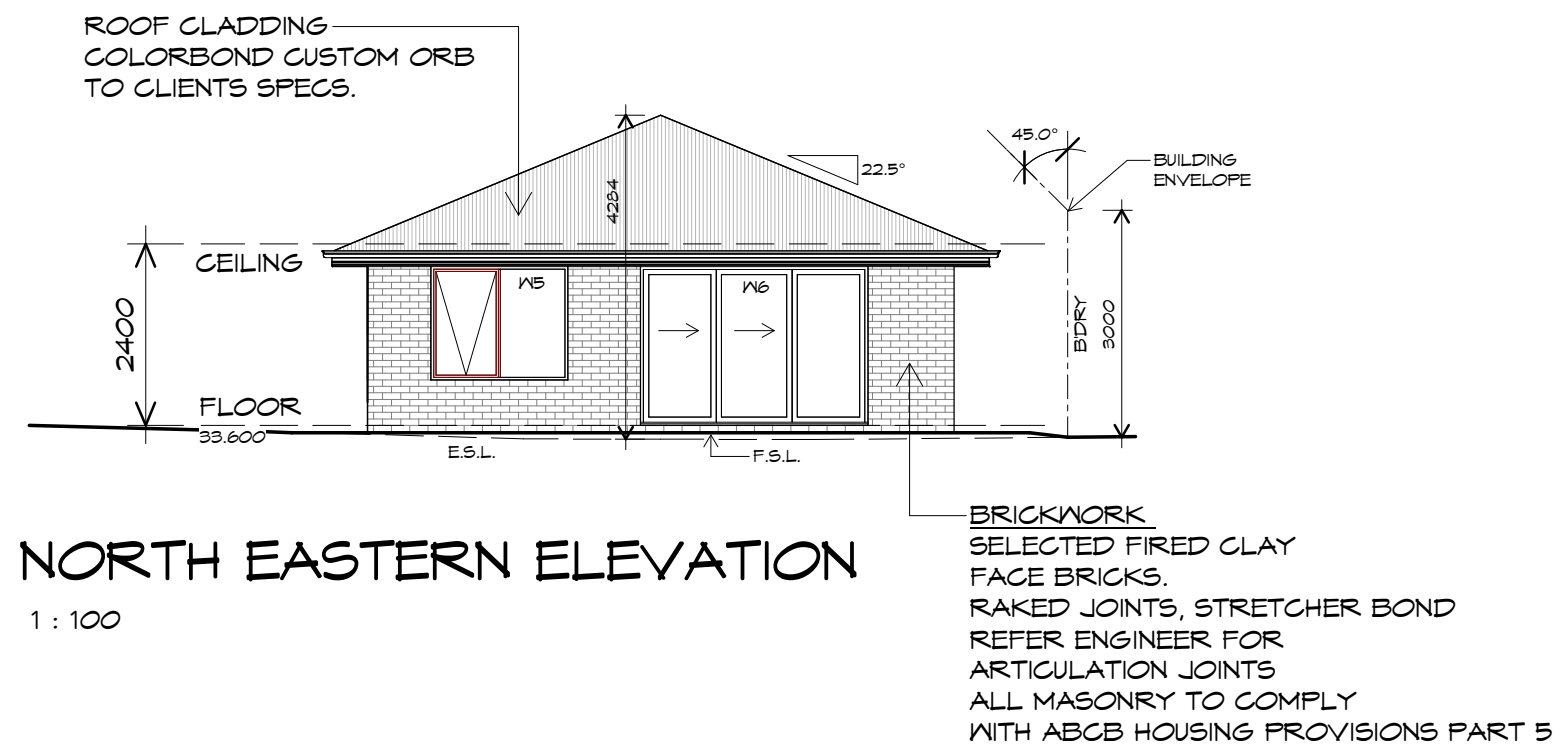 ROOF CLADDING
COLORBOND CUSTOM ORB
TO CLIENTS SPECS.
45.0°
BUILDING
ENVELOPE
22.5°
4284
CEILING
W5
W6
2400
B'DRY
3000
FLOOR
33.600
E.S.L.
F.S.L.
BRICKWORK
SELECTED FIRED CLAY
FACE BRICKS.
RAKED JOINTS, STRETCHER BOND
REFER ENGINEER FOR
ARTICULATION JOINTS
ALL MASONRY TO COMPLY
WITH ABCB HOUSING PROVISIONS PART 5
NORTH EASTERN ELEVATION
1 : 100